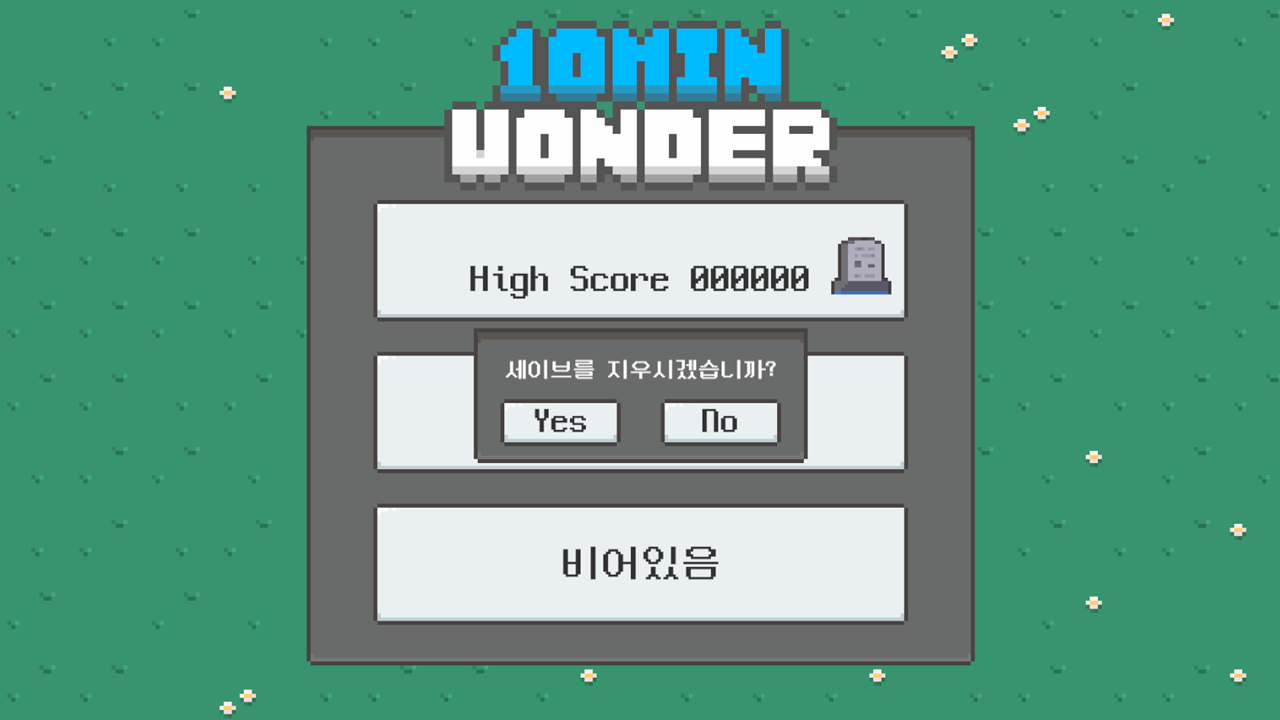 10MIN
WONDER
High Score 000000
세이브를 지우시겠습니까?
Yes No
비어있음